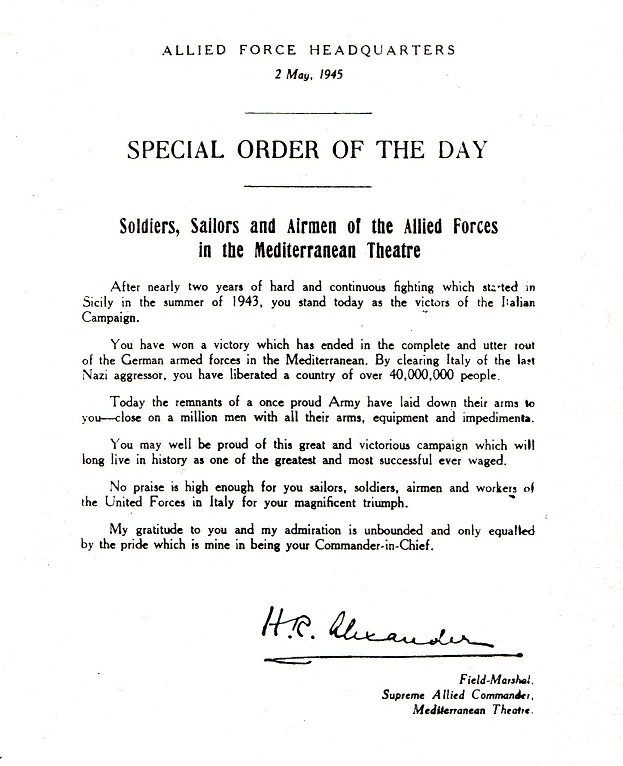 ALLIED FORCE HEADQUARTERS
2 May, 1945
SPECIAL ORDER OF THE DAY
Soldiers, Sailors and Airmen of the Allied Forces
in the Mediterranean Theatre
After nearly two years of hard and continuous fighting which started in
Sicily in the summer of 1943, you stand today as the victors of the Italian
Campaign.
You have won a victory which has ended in the complete and utter rout
of the German armed forces in the Mediterranean. By clearing Italy of the last
Nazi aggressor, you have liberated a country of over 40,000,000 people.
Today the remnants of a once proud Army have laid down their arms to
you—close on a million men with all their arms, equipment and impedimenta.
You may well be proud of this great and victorious campaign which will
long live in history as one of the greatest and most successful ever waged.
No praise is high enough for you sailors, soldiers, airmen and workers of
the United Forces in Italy for your magnificent triumph.
My gratitude to you and my admiration is unbounded and only equalled
by the pride which is mine in being your Commander-in-Chief.
H.R. Alexander
Field-Marshal,
Supreme Allied Commander,
Mediterranean Theatre.